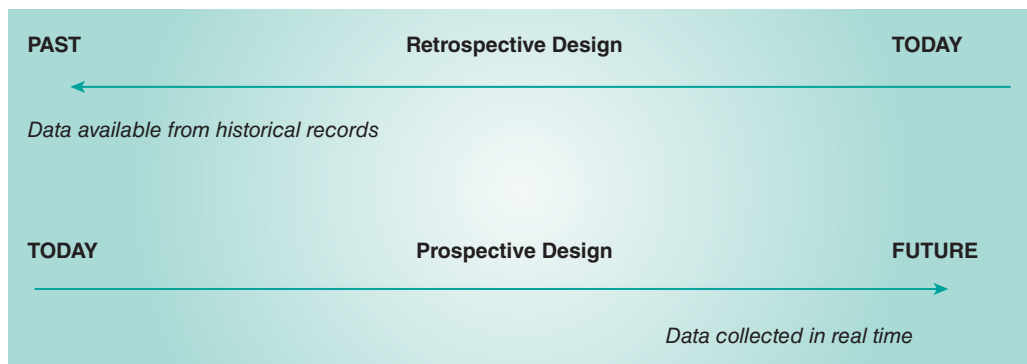 PAST Retrospective Design TODAY
Data available from historical records
TODAY Prospective Design FUTURE
Data collected in real time